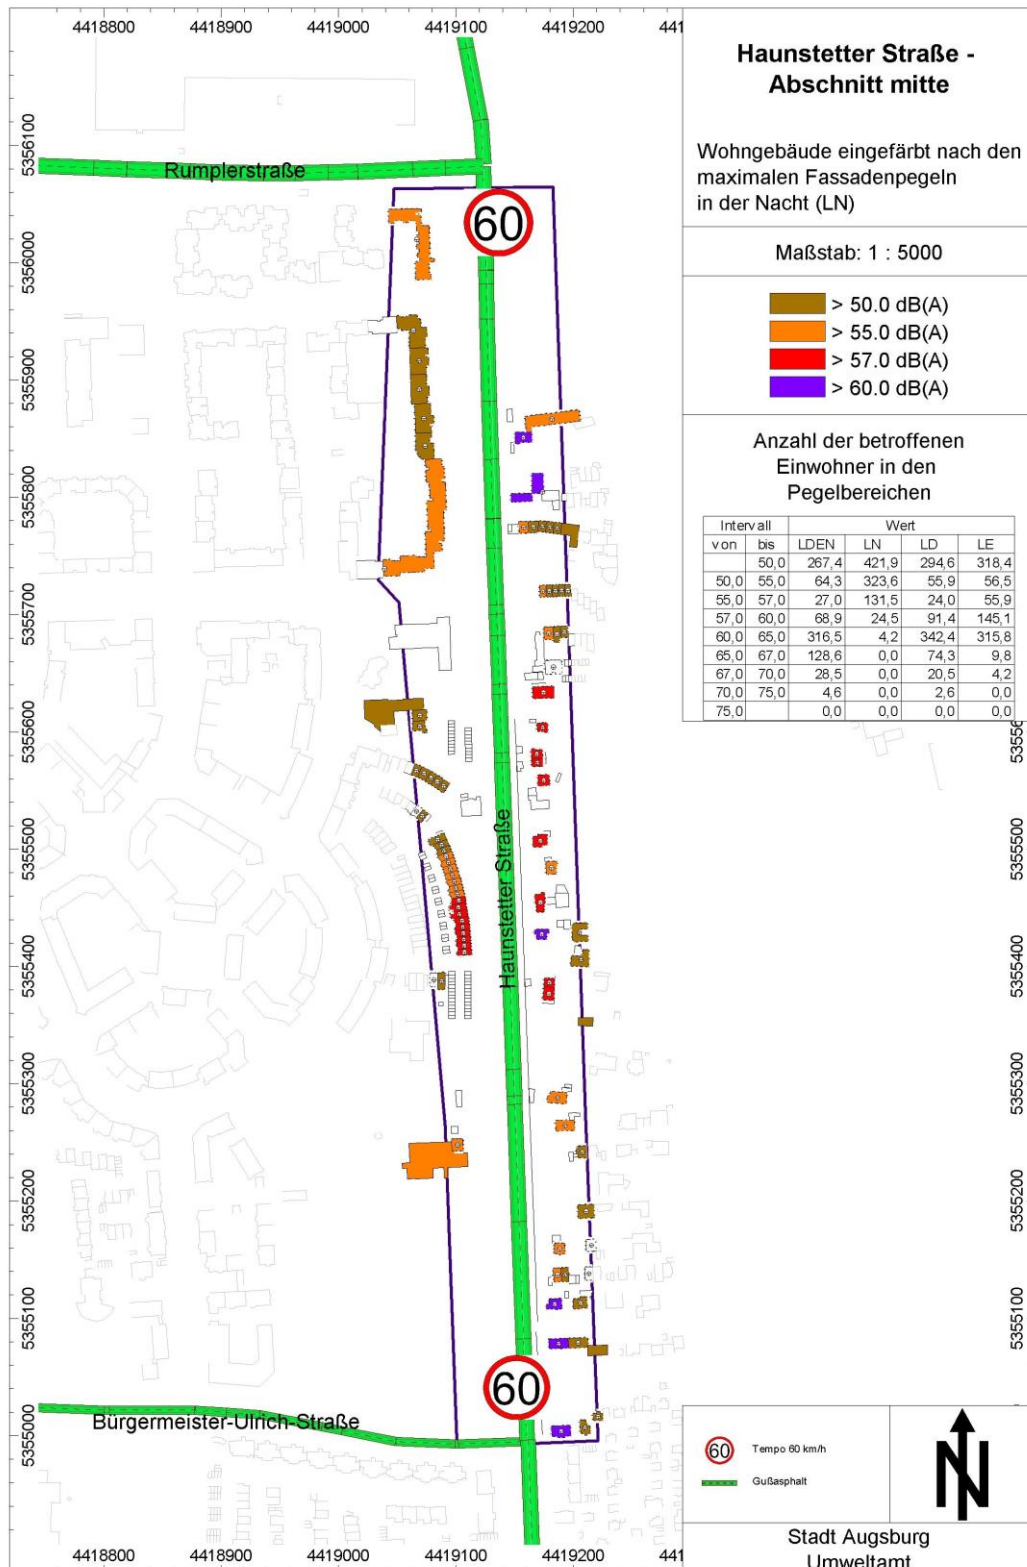 4418800 4418900 4419000 4419100 4419200 441
Haunstetter Straße -
Abschnitt mitte
Wohngebäude eingefärbt nach den
maximalen Fassadenpegeln
in der Nacht (LN)
Maßstab: 1 : 5000
> 50.0 dB(A)
> 55.0 dB(A)
> 57.0 dB(A)
> 60.0 dB(A)
Anzahl der betroffenen
Einwohner in den
Pegelbereichen
Intervall Wert
von bis LDEN LN LD LE
50,0 267,4 421,9 294,6 318,4
50,0 55,0 64,3 323,6 55,9 56,5
55,0 57,0 27,0 131,5 24,0 55,9
57,0 60,0 68,9 24,5 91,4 145,1
60,0 65,0 316,5 4,2 342,4 315,8
65,0 67,0 128,6 0,0 74,3 9,8
67,0 70,0 28,5 0,0 20,5 4,2
70,0 75,0 4,6 0,0 2,6 0,0
75,0 0,0 0,0 0,0 0,0
5356100
Rumplerstraße
60
5356000
5355900
5355800
5355700
5355600
53556
5355500
5355500
Haunstetter Straße
5355400
5355400
5355300
5355300
5355200
5355200
5355100
5355100
60
5355000
Bürgermeister-Ulrich-Straße
60 Tempo 60 km/h
Gußasphalt
N
Stadt Augsburg
Umweltamt
4418800 4418900 4419000 4419100 4419200
441